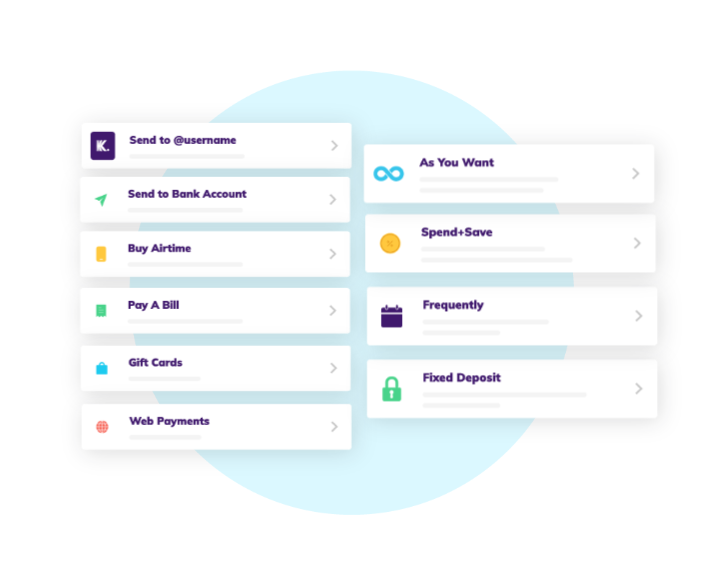 K.
Send to @username
Send to Bank Account
Buy Airtime
Pay A Bill
Gift Cards
Web Payments
As You Want
Spend+Save
Frequently
Fixed Deposit